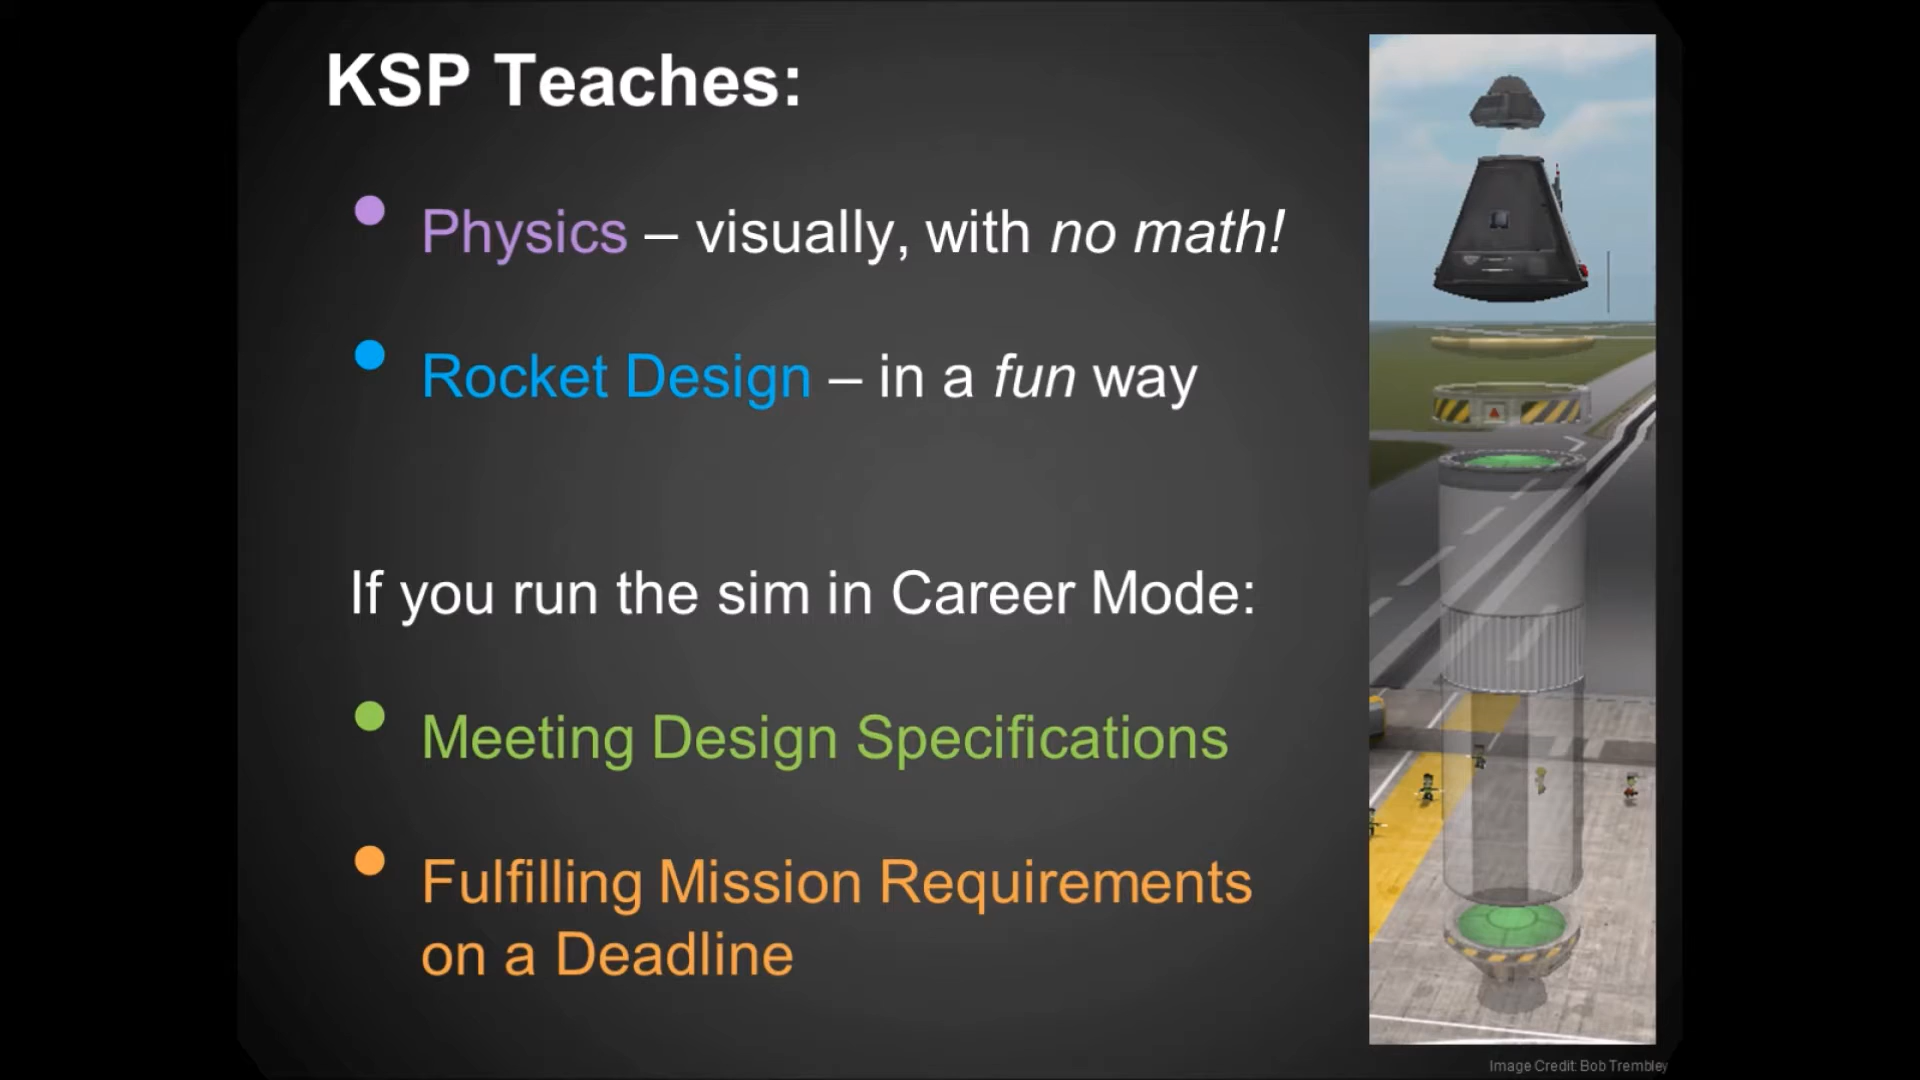 KSP Teaches:
Physics – visually, with no math!
Rocket Design – in a fun way
If you run the sim in Career Mode:
Meeting Design Specifications
Fulfilling Mission Requirements
on a Deadline
Image Credit: Bob Trembley